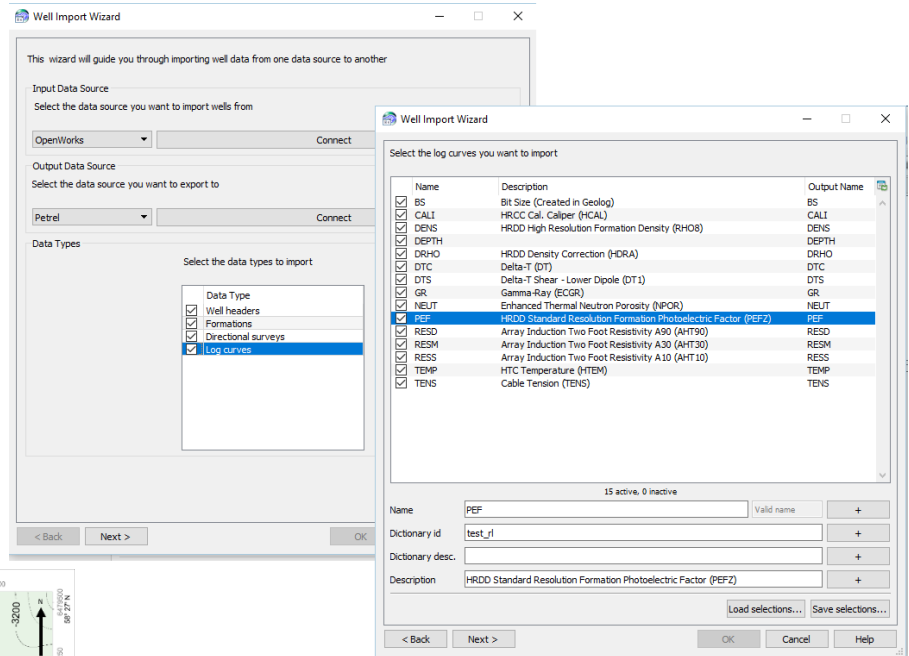 Well Import Wizard
This wizard will guide you through importing well data from one data source to another
Input Data Source
Select the data source you want to import wells from
OpenWorks
Connect
Output Data Source
Select the data source you want to export to
Petrel
Connect
Data Types
Select the data types to import
Data Type
Well headers
Formations
Directional surveys
Log curves
< Back Next > OK
Well Import Wizard
Select the log curves you want to import
Name Description Output Name
BS Bit Size (Created in Geolog) BS
CALI HRCC Cal. Caliper (HCAL) CALI
DENS HRDD High Resolution Formation Density (RHO8) DENS
DEPTH DEPTH
DRHO HRDD Density Correction (HDRA) DRHO
DTC Delta-T (DT) DTC
DTS Delta-T Shear - Lower Dipole (DT1) DTS
GR Gamma-Ray (ECGR) GR
NEUT Enhanced Thermal Neutron Porosity (NPOR) NEUT
PEF HRDD Standard Resolution Formation Photoelectric Factor (PEFZ) PEF
RESD Array Induction Two Foot Resistivity A90 (AHT90) RESD
RESM Array Induction Two Foot Resistivity A30 (AHT30) RESM
RESS Array Induction Two Foot Resistivity A10 (AHT10) RESS
TEMP HTC Temperature (HTEM) TEMP
TENS Cable Tension (TENS) TENS
15 active, 0 inactive
Name PEF Valid name +
Dictionary id test_rl +
Dictionary desc. +
Description HRDD Standard Resolution Formation Photoelectric Factor (PEFZ) +
Load selections... Save selections...
< Back Next > OK Cancel Help
-3200
N
6479500
58° 27' N